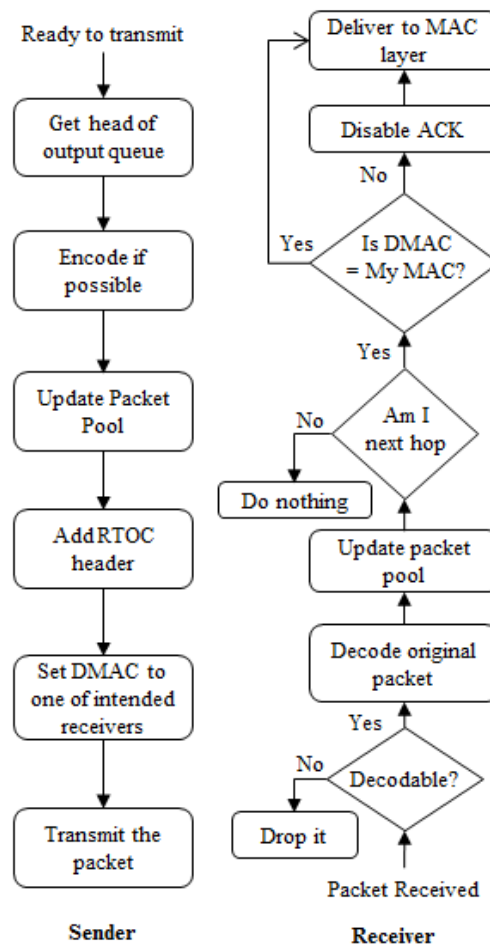 Ready to transmit
Get head of
output queue
Encode if
possible
Update Packet
Pool
Add RTOC
header
Set DMAC to
one of intended
receivers
Transmit the
packet
Sender
Deliver to MAC
layer
Disable ACK
No
Yes
Is DMAC
= My MAC?
Yes
No
Am I
next hop
Do nothing
Update packet
pool
Decode original
packet
Yes
No
Decodable?
Drop it
Packet Received
Receiver